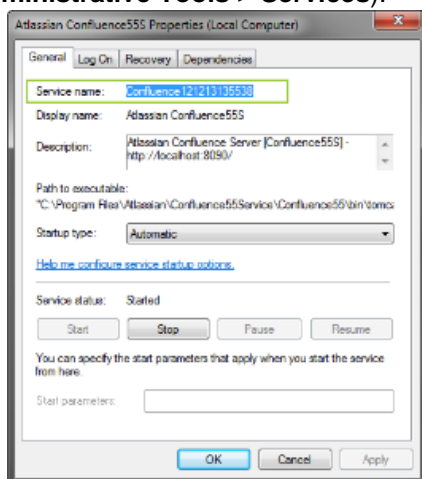 ministrative Tools > Services).
Atlassian Confluence55S Properties (Local Computer)
General Log On Recovery Dependencies
Service name: Confluence121213135538
Display name: Atlassian Confluence55S
Description: Atlassian Confluence Server [Confluence55S] -
http://localhost:8090/
Path to executable:
"C:\Program Files\Atlassian\Confluence55Service\Confluence55\bin\tomca
Startup type: Automatic
Help me configure service startup options.
Service status: Started
Start Stop Pause Resume
You can specify the start parameters that apply when you start the service
from here.
Start parameters:
OK Cancel Apply